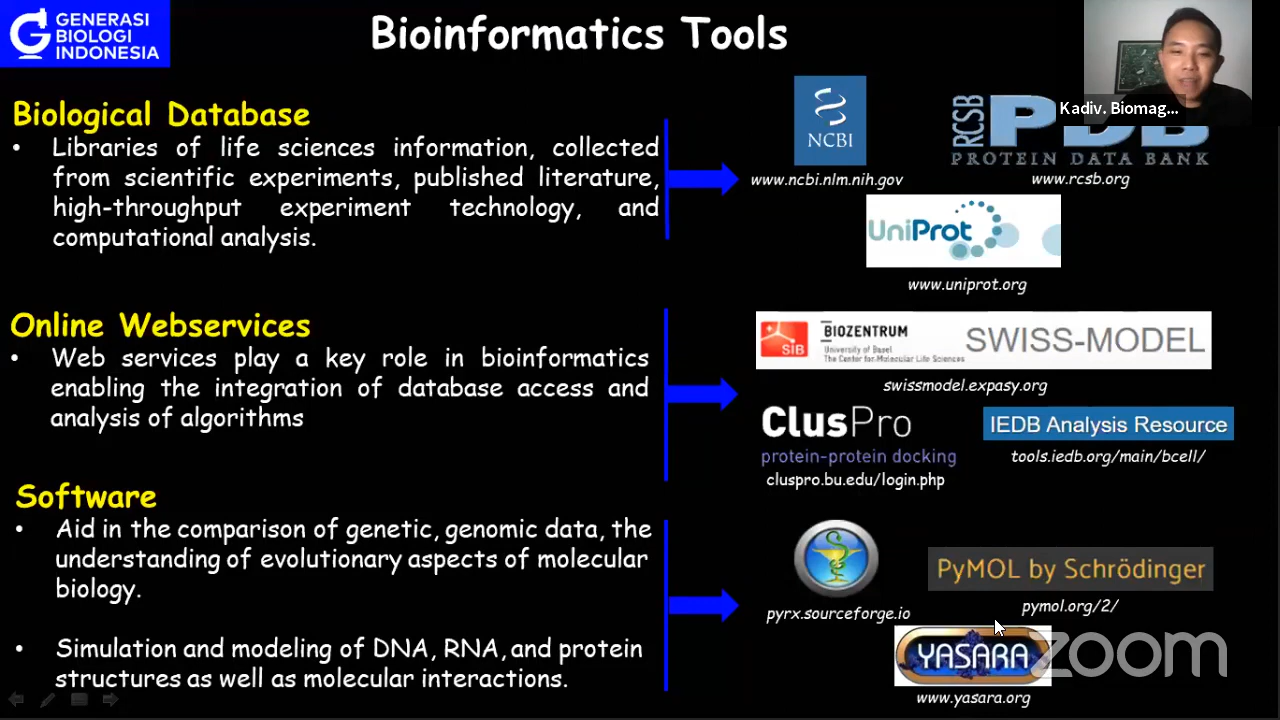 GENERASI
BIOLOGI
INDONESIA
Bioinformatics Tools
Kadiv. Biomag...
Biological Database
• Libraries of life sciences information, collected
from scientific experiments, published literature,
high-throughput experiment technology, and
computational analysis.
NCBI
www.ncbi.nlm.nih.gov
RCSB
PDB
PROTEIN DATA BANK
www.rcsb.org
UniProt
www.uniprot.org
Online Webservices
• Web services play a key role in bioinformatics
enabling the integration of database access and
analysis of algorithms
SIB
BIOZENTRUM
University of Basel
The Center for Molecular Life Sciences
SWISS-MODEL
swissmodel.expasy.org
ClusPro
protein-protein docking
cluspro.bu.edu/login.php
IEDB Analysis Resource
tools.iedb.org/main/bcell/
Software
• Aid in the comparison of genetic, genomic data, the
understanding of evolutionary aspects of molecular
biology.
• Simulation and modeling of DNA, RNA, and protein
structures as well as molecular interactions.
pyrx.sourceforge.io
PyMOL by Schrödinger
pymol.org/2/
YASARA
www.yasara.org
zoom